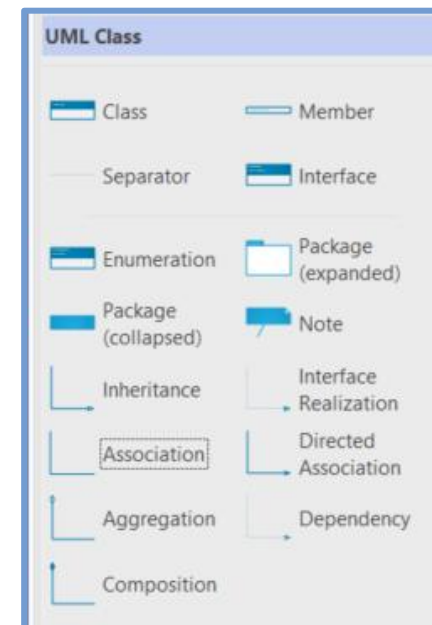 UML Class
Class
Member
Separator
Interface
Enumeration
Package
(expanded)
Package
(collapsed)
Note
Inheritance
Interface
Realization
Association
Directed
Association
Aggregation
Dependency
Composition